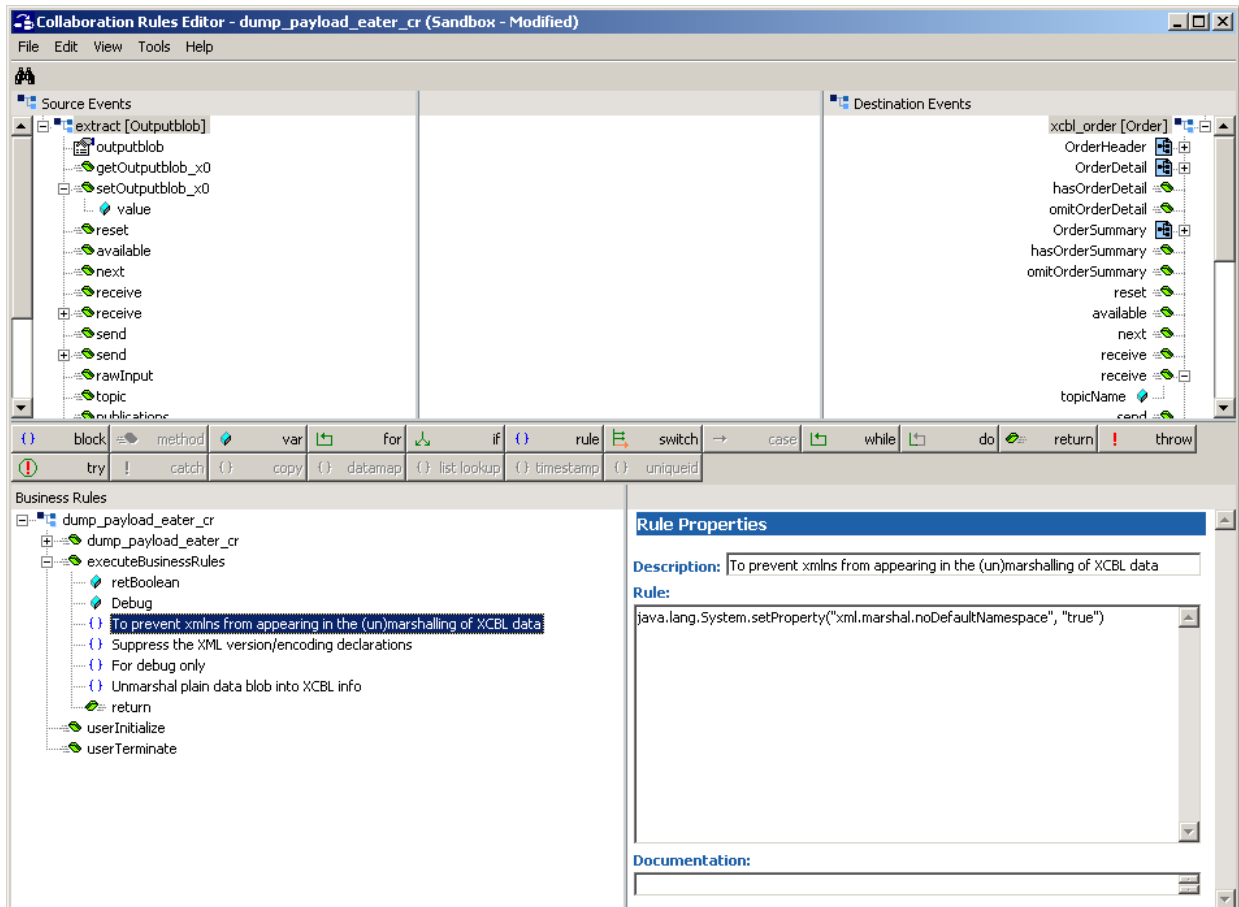 Collaboration Rules Editor - dump_payload_eater_cr (Sandbox - Modified)
File Edit View Tools Help
Source Events
extract [Outputblob]
outputblob
getOutputblob_x0
setOutputblob_x0
value
reset
available
next
receive
receive
send
send
rawInput
topic
publications
Destination Events
xcbl_order [Order]
OrderHeader
OrderDetail
hasOrderDetail
omitOrderDetail
OrderSummary
hasOrderSummary
omitOrderSummary
reset
available
next
receive
receive
topicName
send
{} block method var for if {} rule switch → case while do return ! throw
try ! catch {} copy {} datamap {} list lookup {} timestamp {} uniqueid
Business Rules
dump_payload_eater_cr
dump_payload_eater_cr
executeBusinessRules
retBoolean
Debug
{} To prevent xmlns from appearing in the (un)marshalling of XCBL data
{} Suppress the XML version/encoding declarations
{} For debug only
{} Unmarshal plain data blob into XCBL info
return
userInitialize
userTerminate
Rule Properties
Description: To prevent xmlns from appearing in the (un)marshalling of XCBL data
Rule:
java.lang.System.setProperty("xml.marshal.noDefaultNamespace", "true")
Documentation: